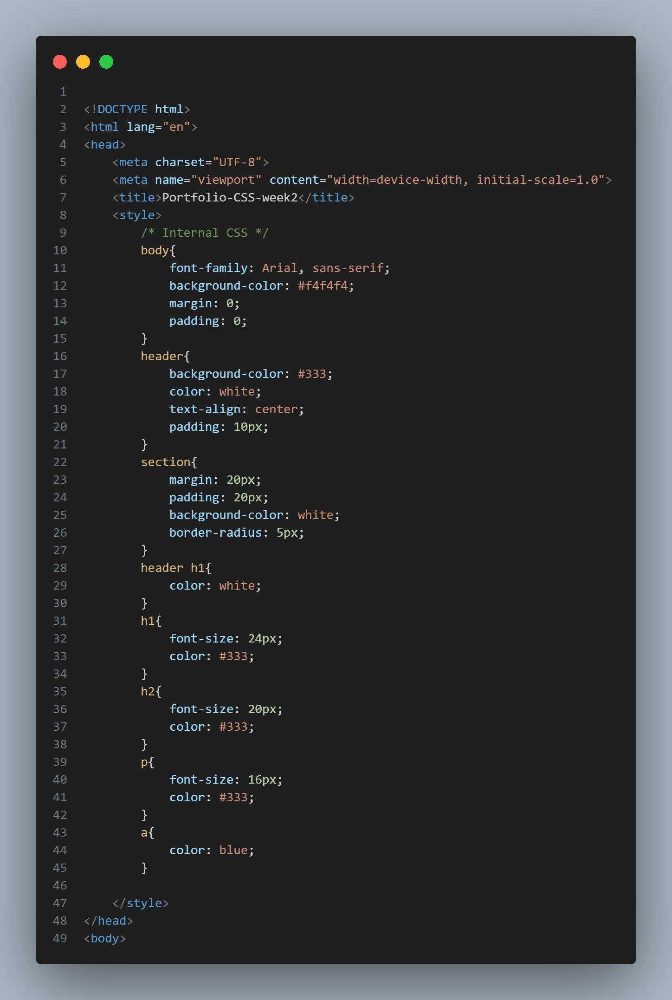 1
2 <!DOCTYPE html>
3 <html lang="en">
4 <head>
5     <meta charset="UTF-8">
6     <meta name="viewport" content="width=device-width, initial-scale=1.0">
7     <title>Portfolio-CSS-week2</title>
8     <style>
9         /* Internal CSS */
10         body{
11             font-family: Arial, sans-serif;
12             background-color: #f4f4f4;
13             margin: 0;
14             padding: 0;
15         }
16         header{
17             background-color: #333;
18             color: white;
19             text-align: center;
20             padding: 10px;
21         }
22         section{
23             margin: 20px;
24             padding: 20px;
25             background-color: white;
26             border-radius: 5px;
27         }
28         header h1{
29             color: white;
30         }
31         h1{
32             font-size: 24px;
33             color: #333;
34         }
35         h2{
36             font-size: 20px;
37             color: #333;
38         }
39         p{
40             font-size: 16px;
41             color: #333;
42         }
43         a{
44             color: blue;
45         }
46
47     </style>
48 </head>
49 <body>